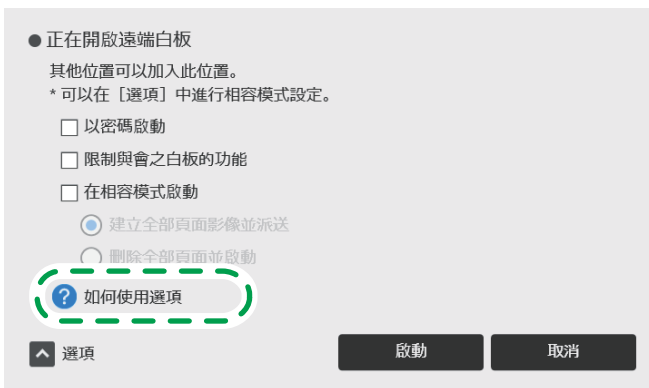 ●正在開啟遠端白板
其他位置可以加入此位置。
* 可以在［選項］中進行相容模式設定。
以密碼啟動
限制與會之白板的功能
在相容模式啟動
建立全部頁面影像並派送
刪除全部頁面並啟動
? 如何使用選項
選項
啟動
取消